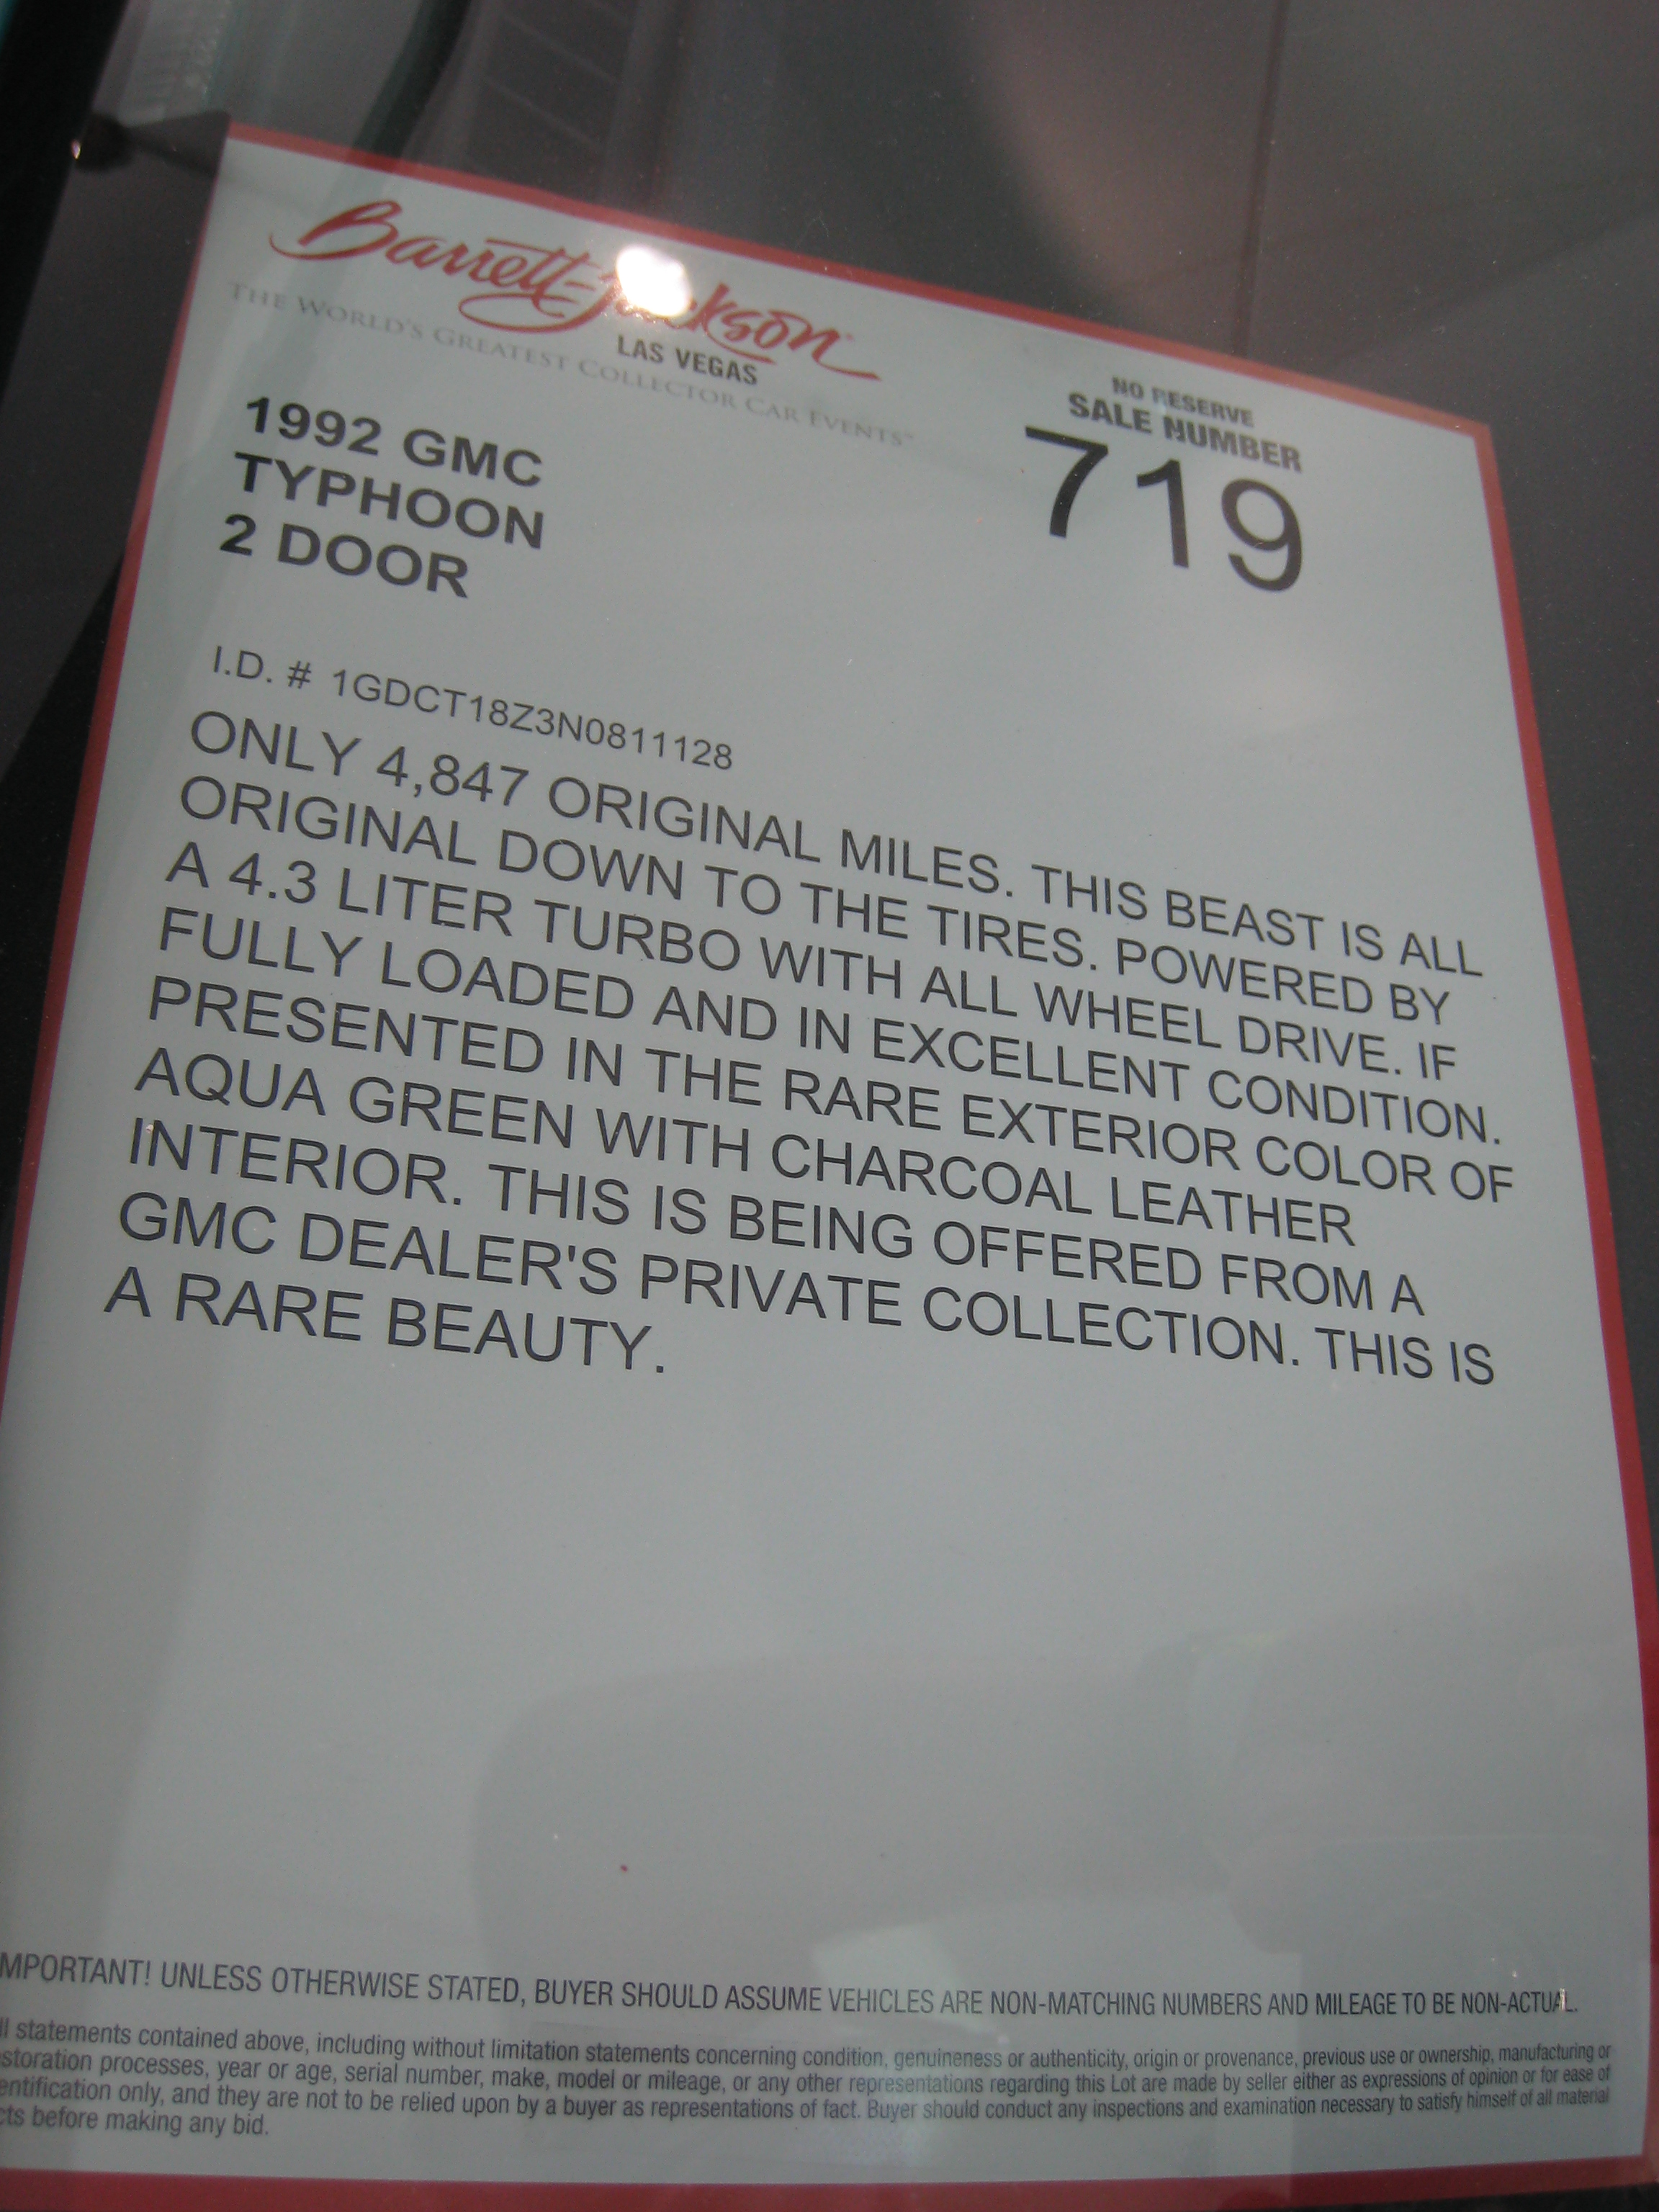 Barrett-Jackson
LAS VEGAS
THE WORLD'S GREATEST COLLECTOR CAR EVENTS™
NO RESERVE
SALE NUMBER
719
1992 GMC
TYPHOON
2 DOOR
I.D. # 1GDCT18Z3N0811128
ONLY 4,847 ORIGINAL MILES. THIS BEAST IS ALL
ORIGINAL DOWN TO THE TIRES. POWERED BY
A 4.3 LITER TURBO WITH ALL WHEEL DRIVE. IF
FULLY LOADED AND IN EXCELLENT CONDITION.
PRESENTED IN THE RARE EXTERIOR COLOR OF
AQUA GREEN WITH CHARCOAL LEATHER
INTERIOR. THIS IS BEING OFFERED FROM A
GMC DEALER'S PRIVATE COLLECTION. THIS IS
A RARE BEAUTY.
MPORTANT! UNLESS OTHERWISE STATED, BUYER SHOULD ASSUME VEHICLES ARE NON-MATCHING NUMBERS AND MILEAGE TO BE NON-ACTUAL.
ll statements contained above, including without limitation statements concerning condition, genuineness or authenticity, origin or provenance, previous use or ownership, manufacturing or
storation processes, year or age, serial number, make, model or mileage, or any other representations regarding this Lot are made by seller either as expressions of opinion or for ease of
entification only, and they are not to be relied upon by a buyer as representations of fact. Buyer should conduct any inspections and examination necessary to satisfy himself of all material
cts before making any bid.